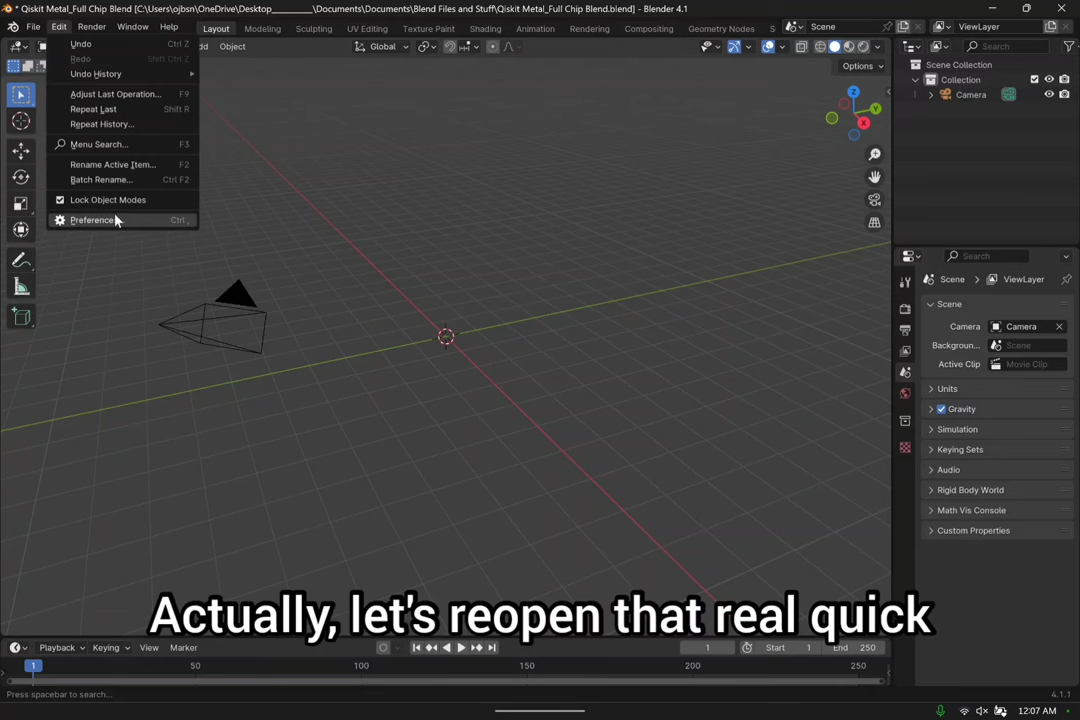 * Qiskit Metal_Full Chip Blend [C:\Users\ojbsn\OneDrive\Desktop_________\Documents\Blend Files and Stuff\Qiskit Metal_Full Chip Blend.blend] - Blender 4.1
File Edit Render Window Help Layout Modeling Sculpting UV Editing Texture Paint Shading Animation Rendering Compositing Geometry Nodes Scene ViewLayer
Object Global Search
Options
Undo Ctrl Z
Redo Shift Ctrl Z
Undo History
Adjust Last Operation... F9
Repeat Last Shift R
Repeat History...
Menu Search... F3
Rename Active Item... F2
Batch Rename... Ctrl F2
Lock Object Modes
Preference Ctrl ,
Z
Y
X
Scene Collection
Collection
Camera
Search
Scene ViewLayer
Scene
Camera Camera
Backgroun... Scene
Active Clip Movie Clip
Units
Gravity
Simulation
Keying Sets
Audio
Rigid Body World
Math Vis Console
Custom Properties
Actually, let's reopen that real quick
Playback Keying View Marker 1 Start 1 End 250
1 50 100 150 200 250
Press spacebar to search... 4.1.1
12:07 AM